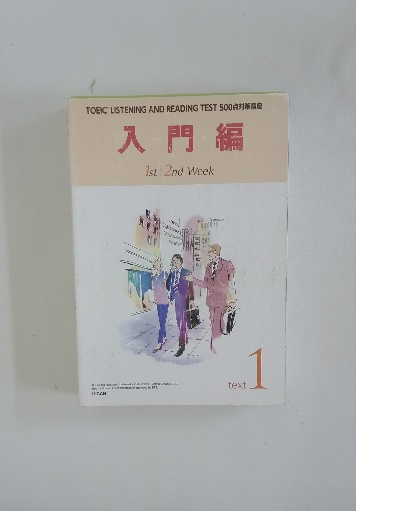 TOEIC® LISTENING AND READING TEST 500点対策講座
入門編
1st / 2nd Week
text 1
U-CAN